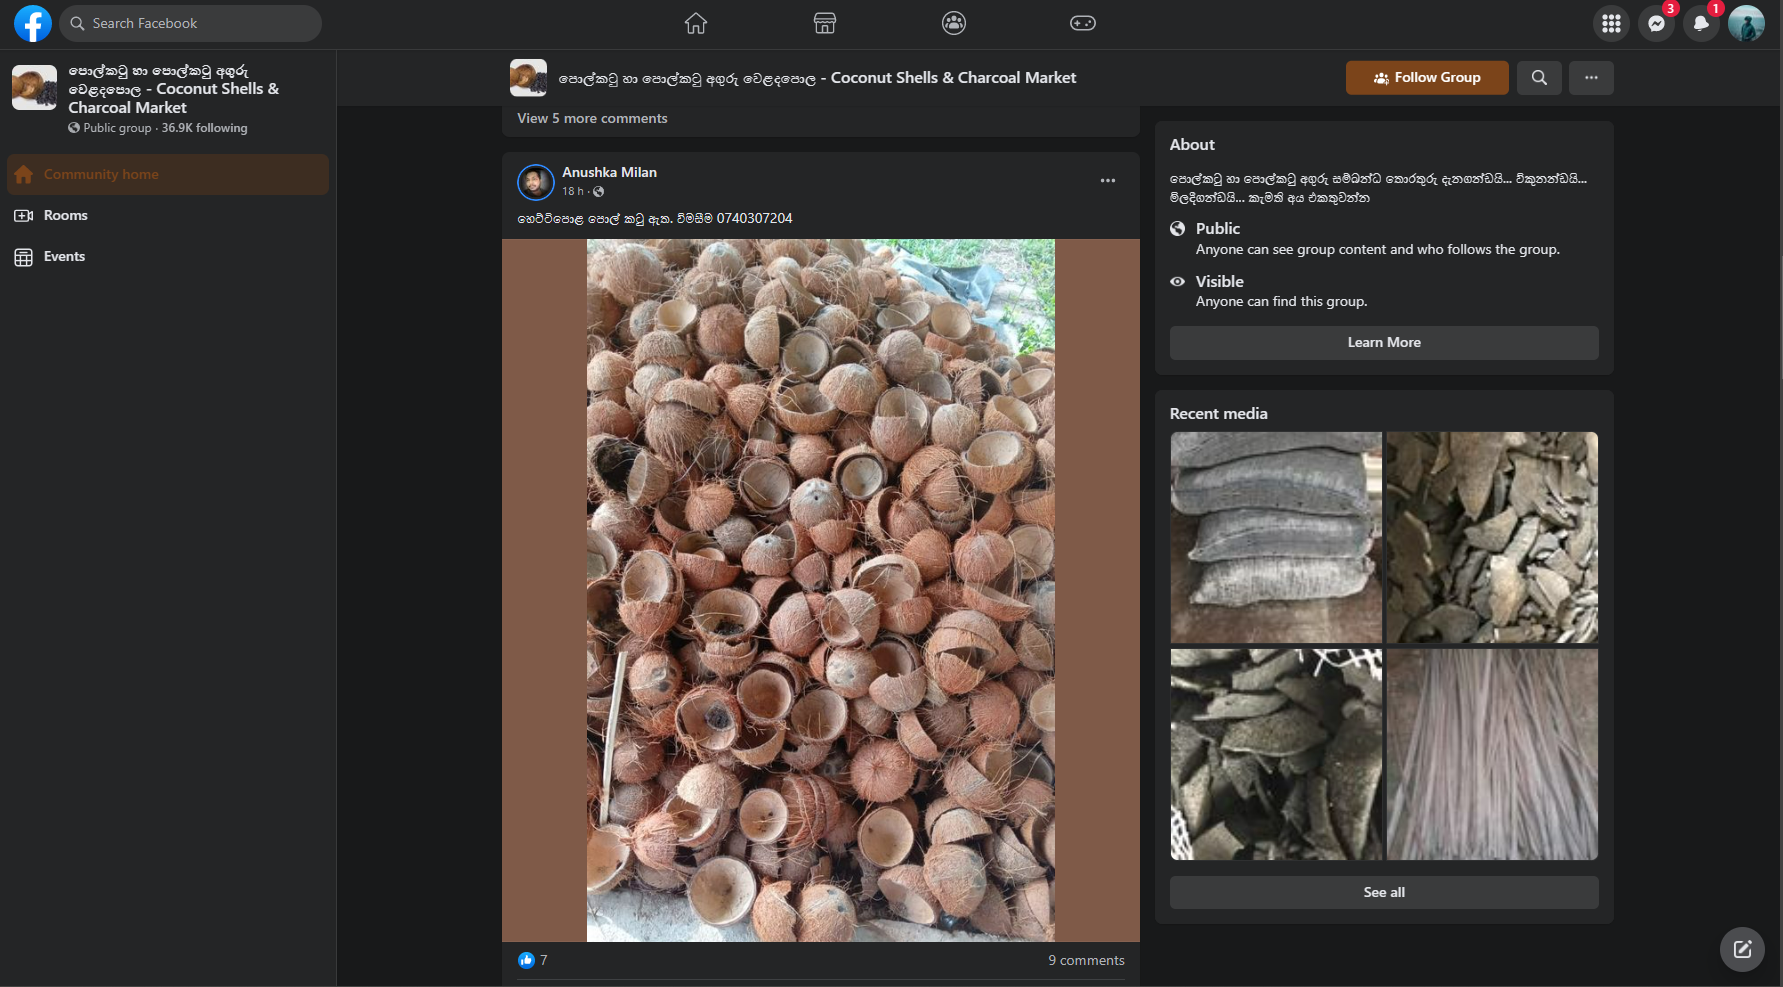 Search Facebook
3
1
පොල්කටු හා පොල්කටු අඟුරු
වෙළඳපොල - Coconut Shells &
Charcoal Market
Public group · 36.9K following
Community home
Rooms
Events
පොල්කටු හා පොල්කටු අඟුරු වෙළඳපොල - Coconut Shells & Charcoal Market
Follow Group
View 5 more comments
Anushka Milan
18 h ·
හෙට්ටිපොළ පොල් කටු ඇත. විමසීම 0740307204
7
9 comments
About
පොල්කටු හා පොල්කටු අඟුරු සම්බන්ධ තොරතුරු දැනගන්ඩයි... විකුනන්ඩයි...
මිලදීගන්ඩයි... කැමති අය එකතුවන්න
Public
Anyone can see group content and who follows the group.
Visible
Anyone can find this group.
Learn More
Recent media
See all